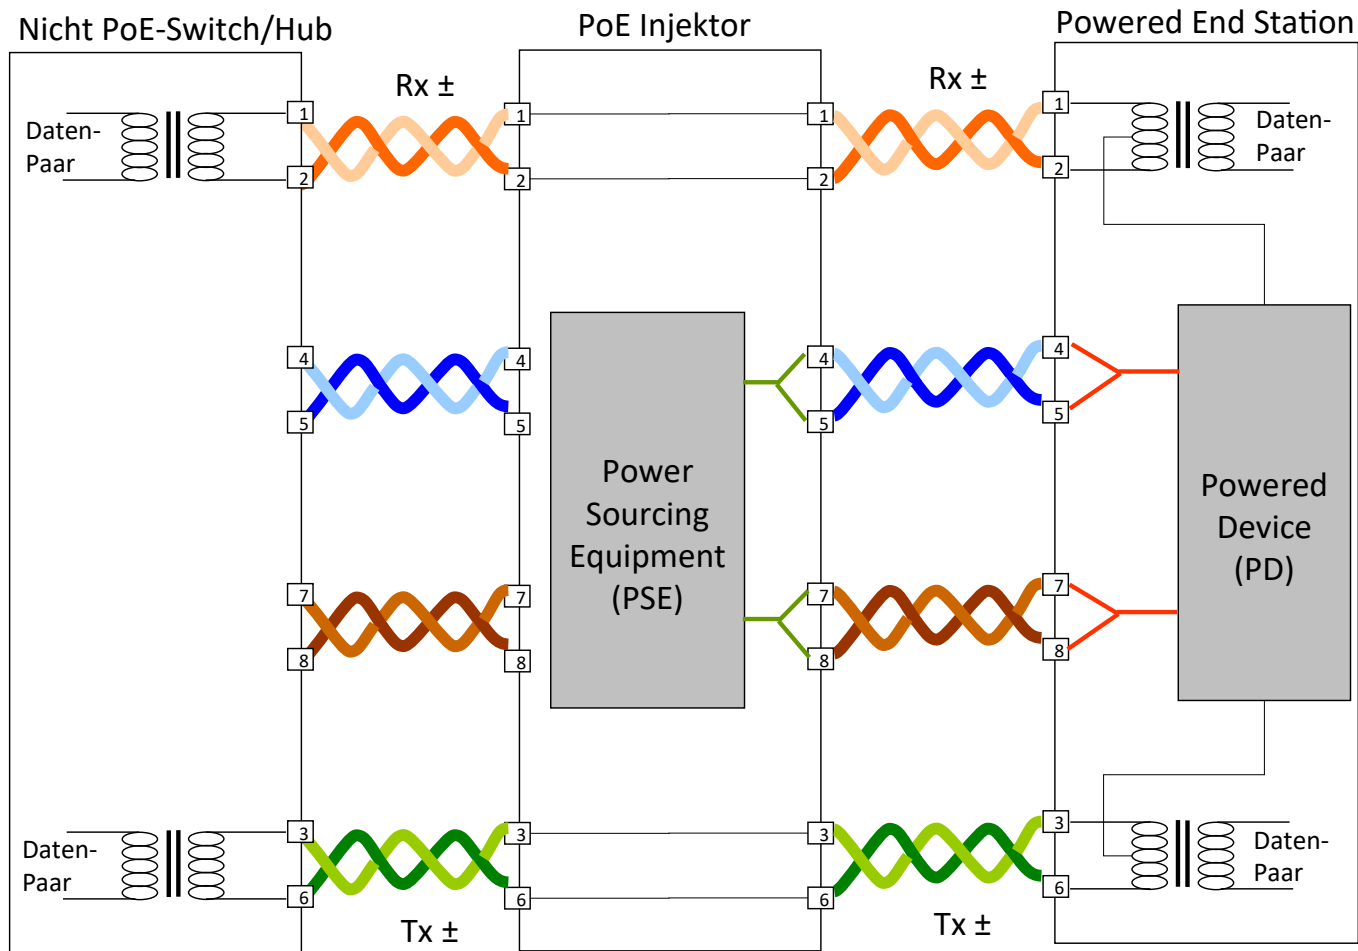 Nicht PoE-Switch/Hub
PoE Injektor
Powered End Station
Rx ±
Rx ±
Daten-
Paar
1
2
1
2
1
2
1
2
Daten-
Paar
4
5
4
5
4
5
4
5
Power
Sourcing
Equipment
(PSE)
Powered
Device
(PD)
7
8
7
8
7
8
7
8
Daten-
Paar
3
6
3
6
3
6
3
6
Daten-
Paar
Tx ±
Tx ±